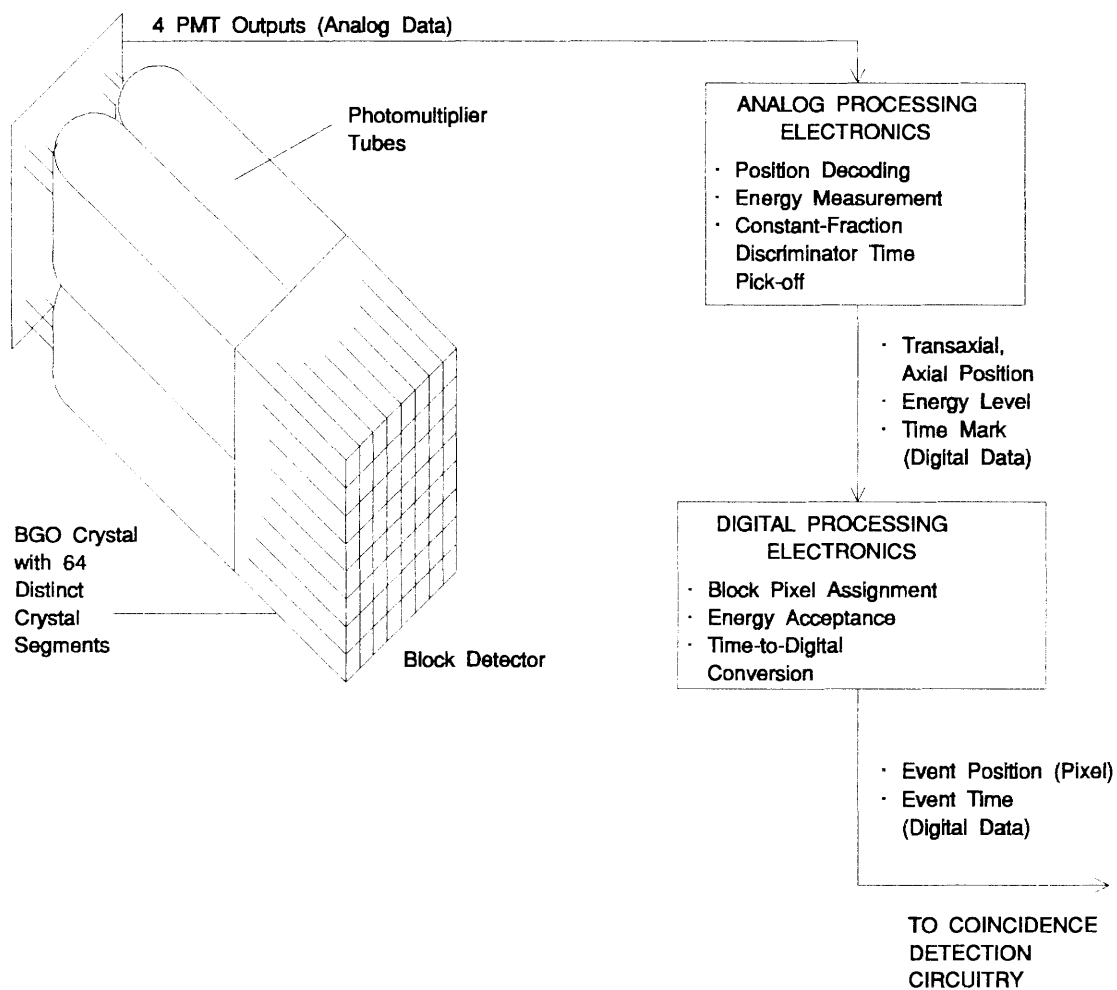 4 PMT Outputs (Analog Data)
Photomultiplier
Tubes
BGO Crystal
with 64
Distinct
Crystal
Segments
Block Detector
ANALOG PROCESSING
ELECTRONICS
· Position Decoding
· Energy Measurement
· Constant-Fraction
Discriminator Time
Pick-off
· Transaxial,
Axial Position
· Energy Level
· Time Mark
(Digital Data)
DIGITAL PROCESSING
ELECTRONICS
· Block Pixel Assignment
· Energy Acceptance
· Time-to-Digital
Conversion
· Event Position (Pixel)
· Event Time
(Digital Data)
TO COINCIDENCE
DETECTION
CIRCUITRY